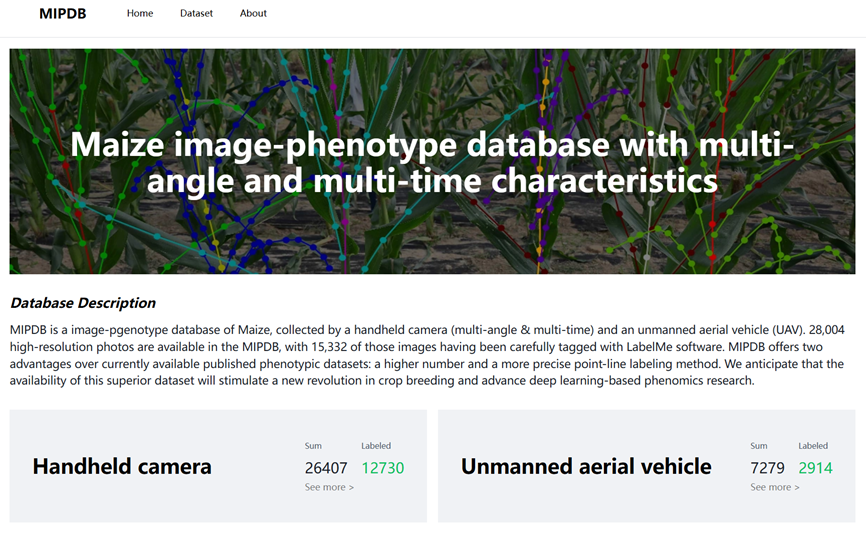 MIPDB Home Dataset About
Maize image-phenotype database with multi-
angle and multi-time characteristics
Database Description
MIPDB is a image-pgenotype database of Maize, collected by a handheld camera (multi-angle & multi-time) and an unmanned aerial vehicle (UAV). 28,004
high-resolution photos are available in the MIPDB, with 15,332 of those images having been carefully tagged with LabelMe software. MIPDB offers two
advantages over currently available published phenotypic datasets: a higher number and a more precise point-line labeling method. We anticipate that the
availability of this superior dataset will stimulate a new revolution in crop breeding and advance deep learning-based phenomics research.
Handheld camera
Sum Labeled
26407 12730
See more >
Unmanned aerial vehicle
Sum Labeled
7279 2914
See more >